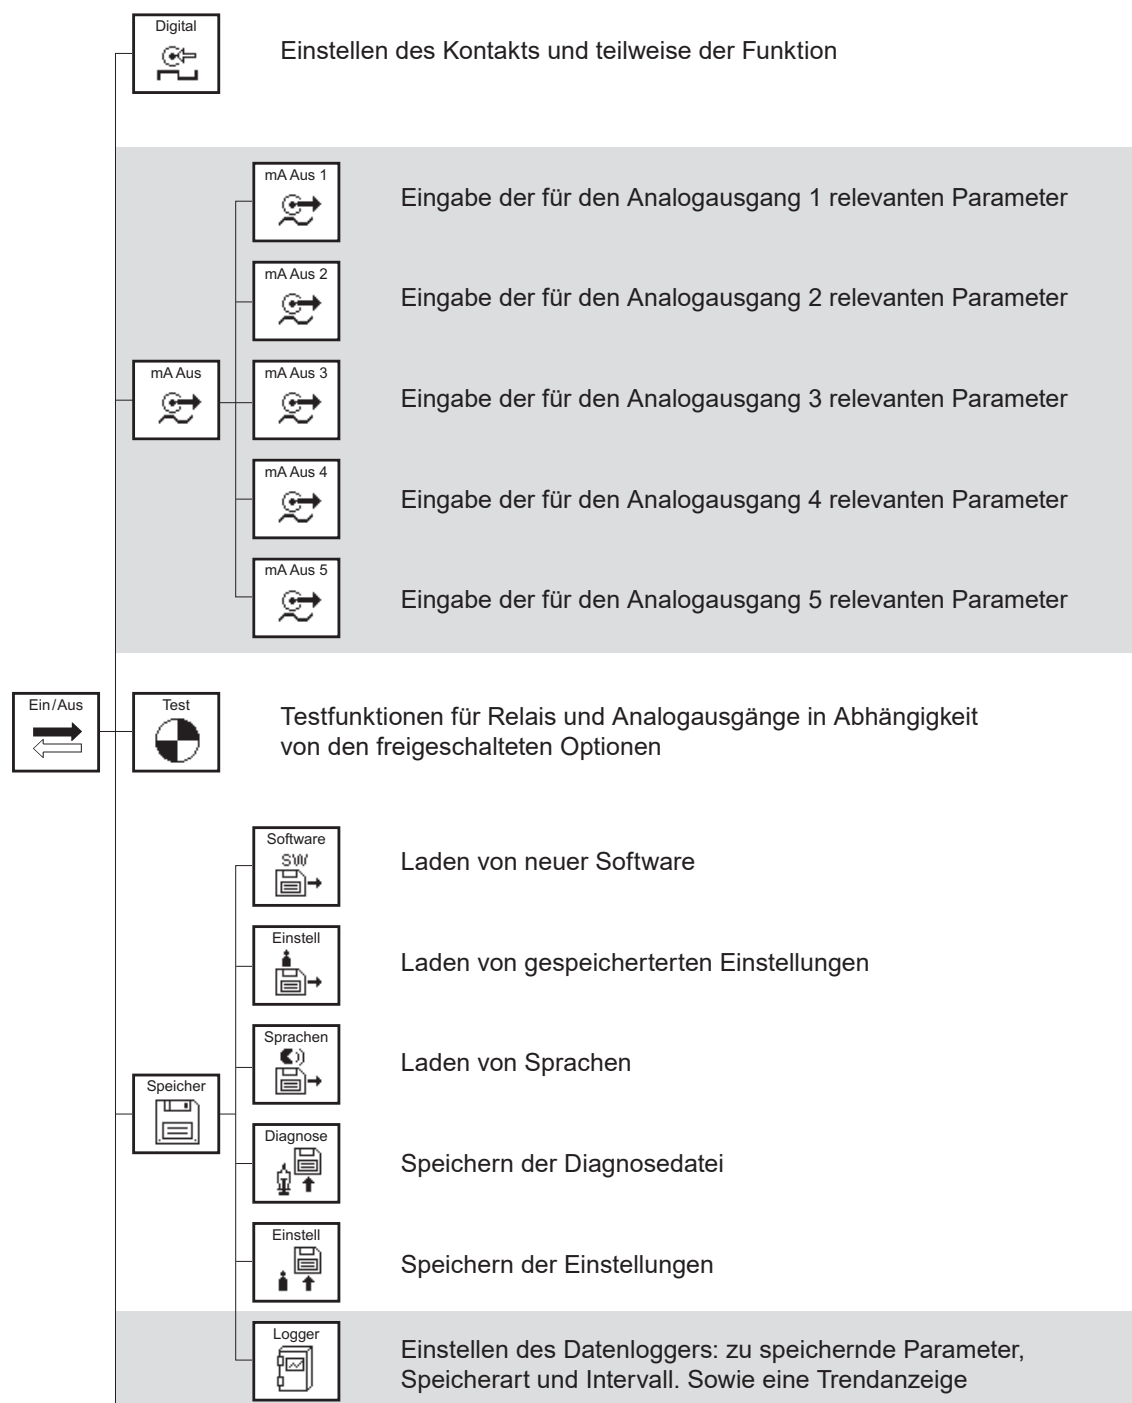 Digital
Einstellen des Kontakts und teilweise der Funktion
mA Aus 1
Eingabe der für den Analogausgang 1 relevanten Parameter
mA Aus 2
Eingabe der für den Analogausgang 2 relevanten Parameter
mA Aus
mA Aus 3
Eingabe der für den Analogausgang 3 relevanten Parameter
mA Aus 4
Eingabe der für den Analogausgang 4 relevanten Parameter
mA Aus 5
Eingabe der für den Analogausgang 5 relevanten Parameter
Ein/Aus
Test
Testfunktionen für Relais und Analogausgänge in Abhängigkeit
von den freigeschalteten Optionen
Software
SW
Laden von neuer Software
Einstell
Laden von gespeicherterten Einstellungen
Sprachen
Laden von Sprachen
Speicher
Diagnose
Speichern der Diagnosedatei
Einstell
Speichern der Einstellungen
Logger
Einstellen des Datenloggers: zu speichernde Parameter,
Speicherart und Intervall. Sowie eine Trendanzeige